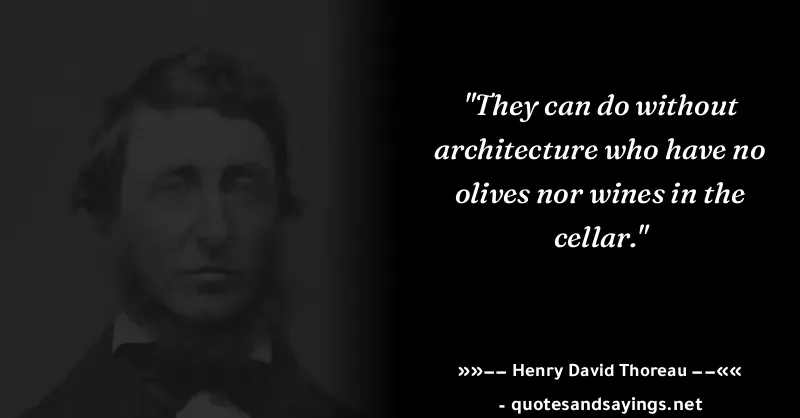 "They can do without
architecture who have no
olives nor wines in the
cellar."
»»−− Henry David Thoreau −−««
- quotesandsayings.net